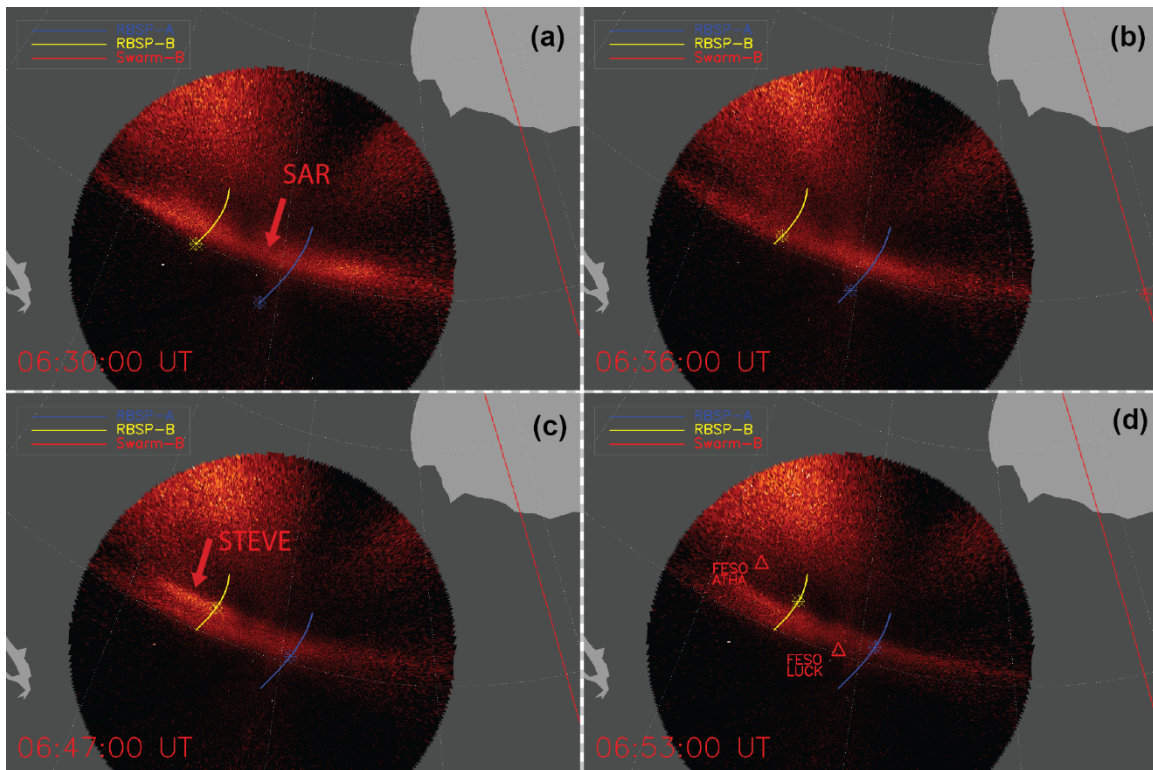 RBSP-A
RBSP-B
Swarm-B
(a)
SAR
06:30:00 UT
RBSP-A
RBSP-B
Swarm-B
(b)
06:36:00 UT
RBSP-A
RBSP-B
Swarm-B
(c)
STEVE
06:47:00 UT
RBSP-A
RBSP-B
Swarm-B
(d)
FESO
ATHA
FESO
LUCK
06:53:00 UT